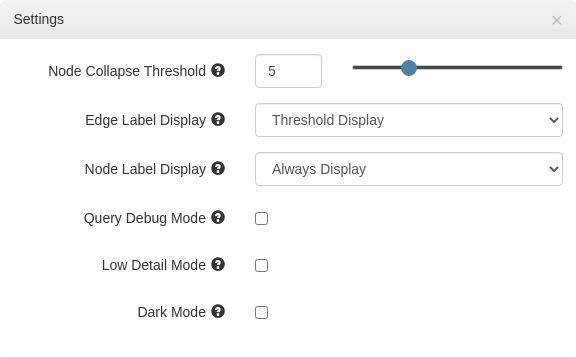 Settings ×
Node Collapse Threshold ? 5
Edge Label Display ? Threshold Display
Node Label Display ? Always Display
Query Debug Mode ?
Low Detail Mode ?
Dark Mode ?